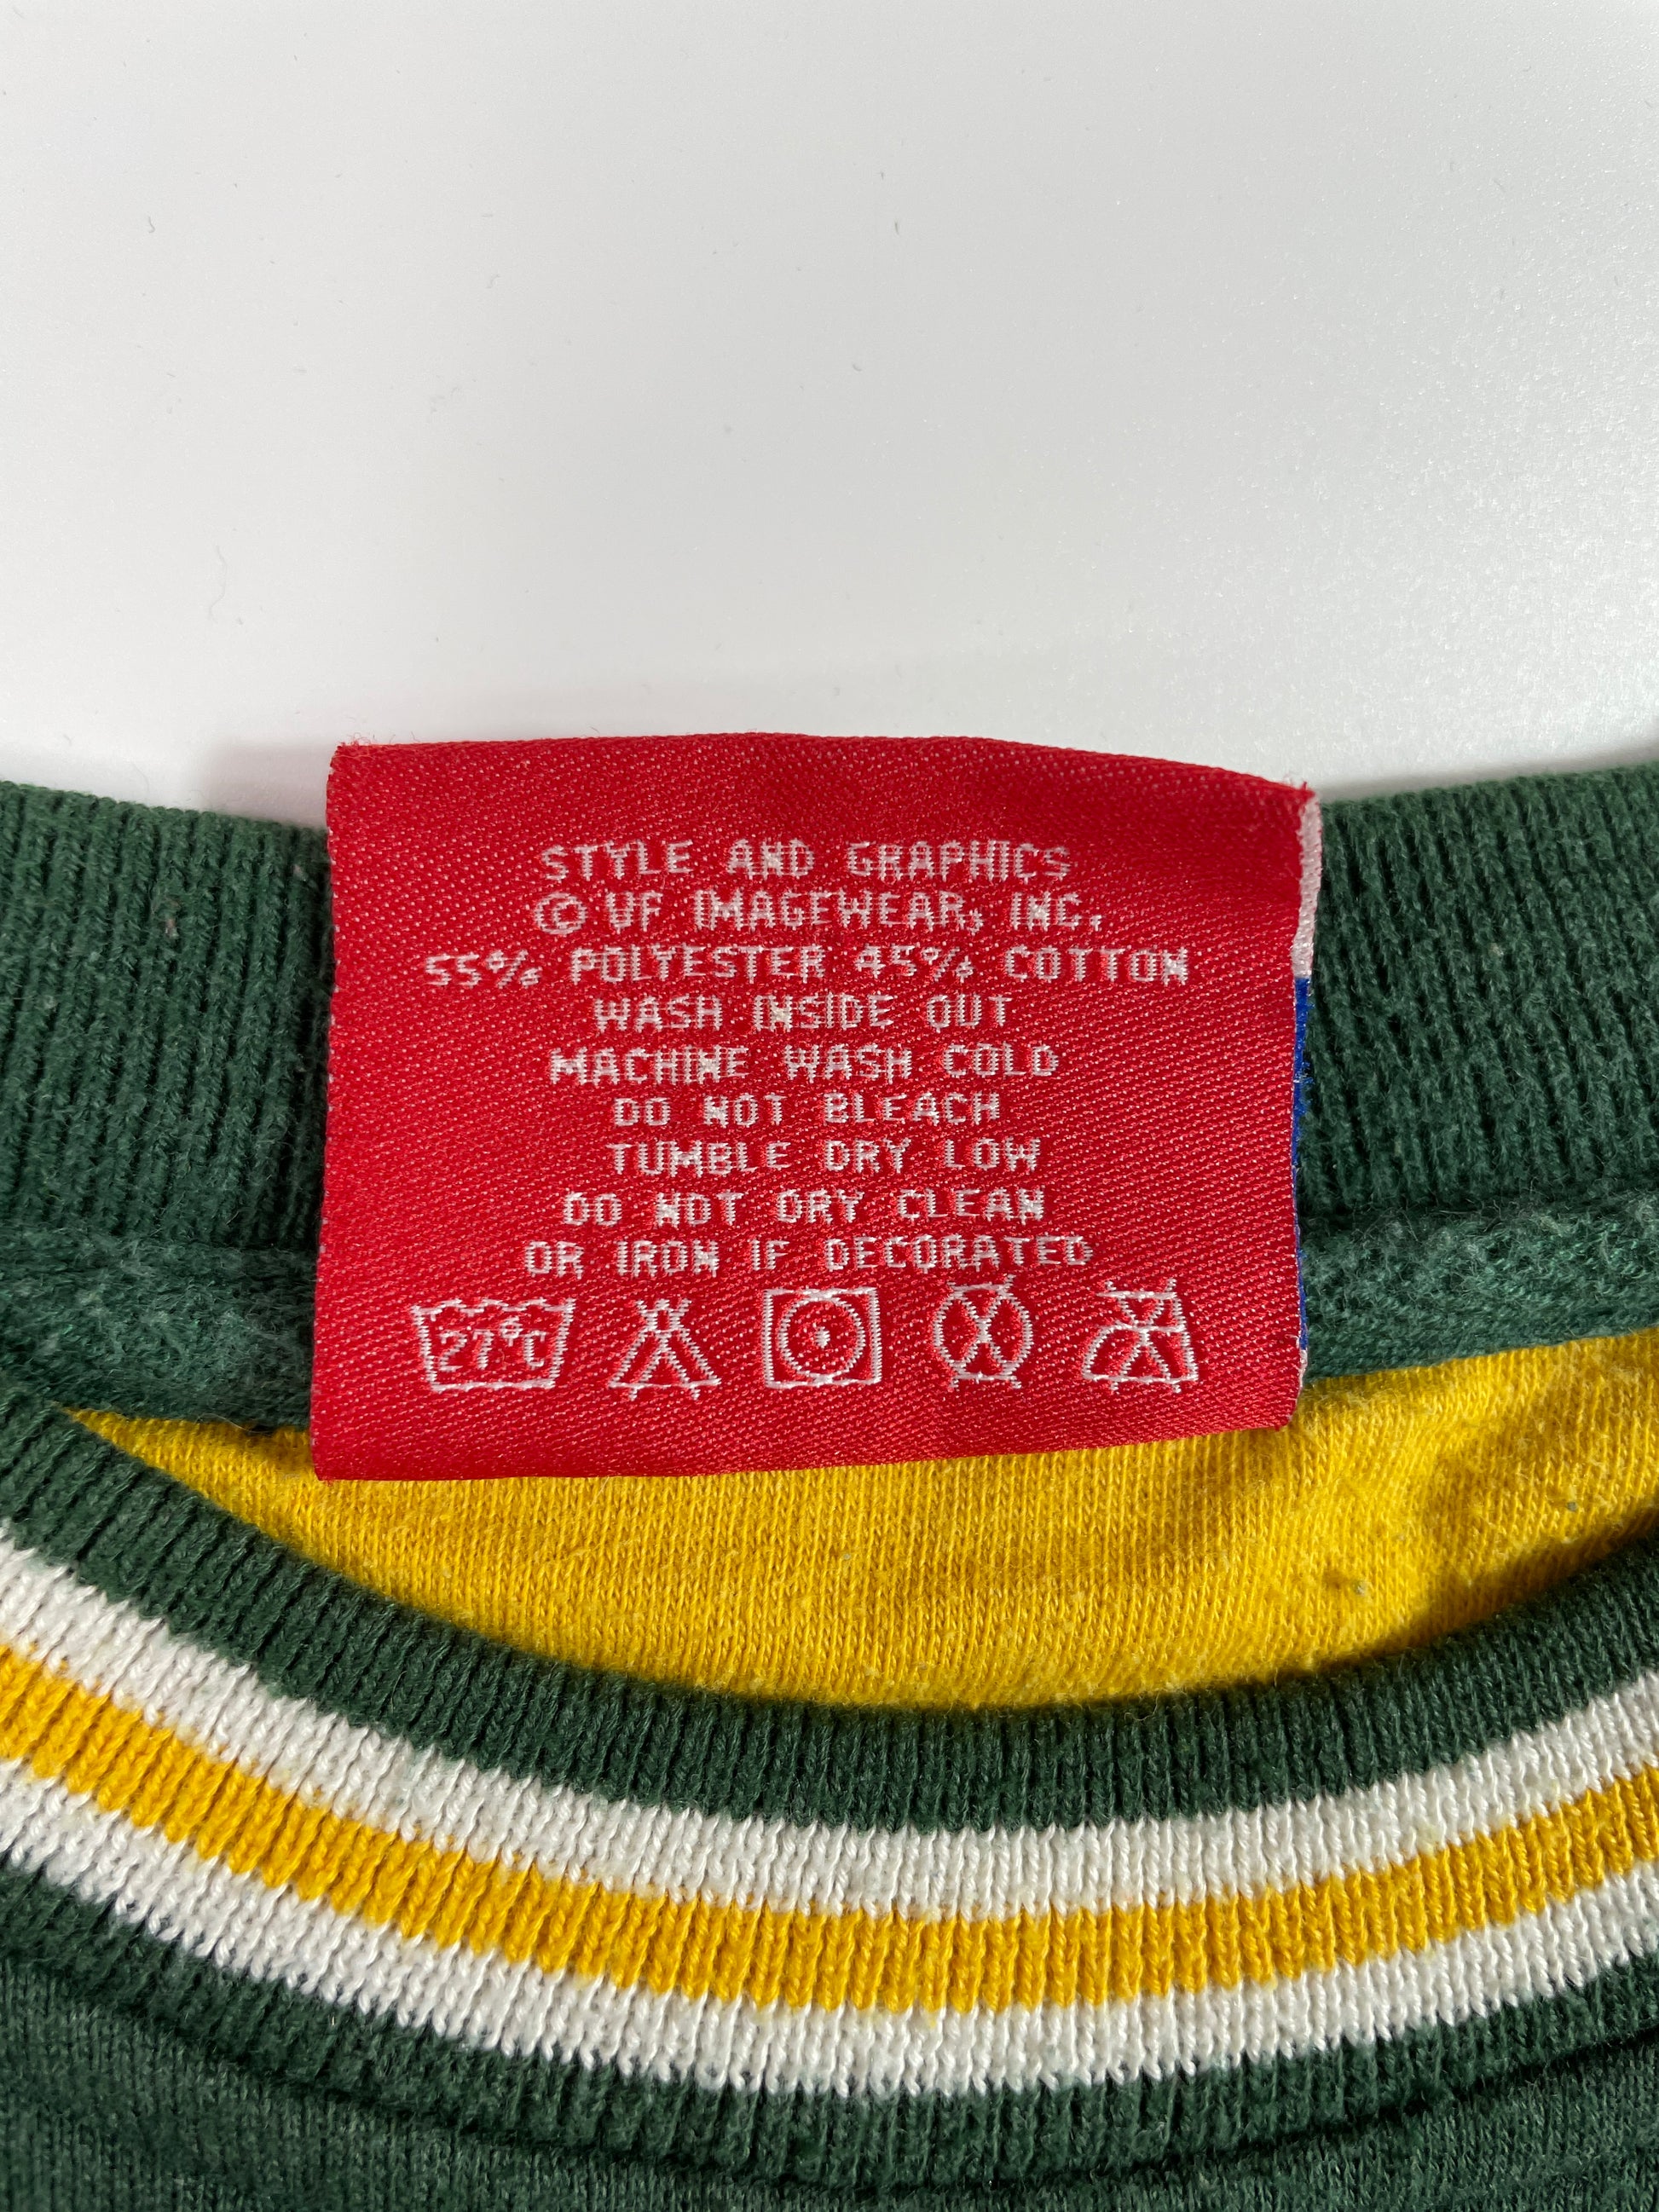 STYLE AND GRAPHICS
© VF IMAGEWEAR, INC.
55% POLYESTER 45% COTTON
WASH INSIDE OUT
MACHINE WASH COLD
DO NOT BLEACH
TUMBLE DRY LOW
DO NOT DRY CLEAN
OR IRON IF DECORATED
27°C